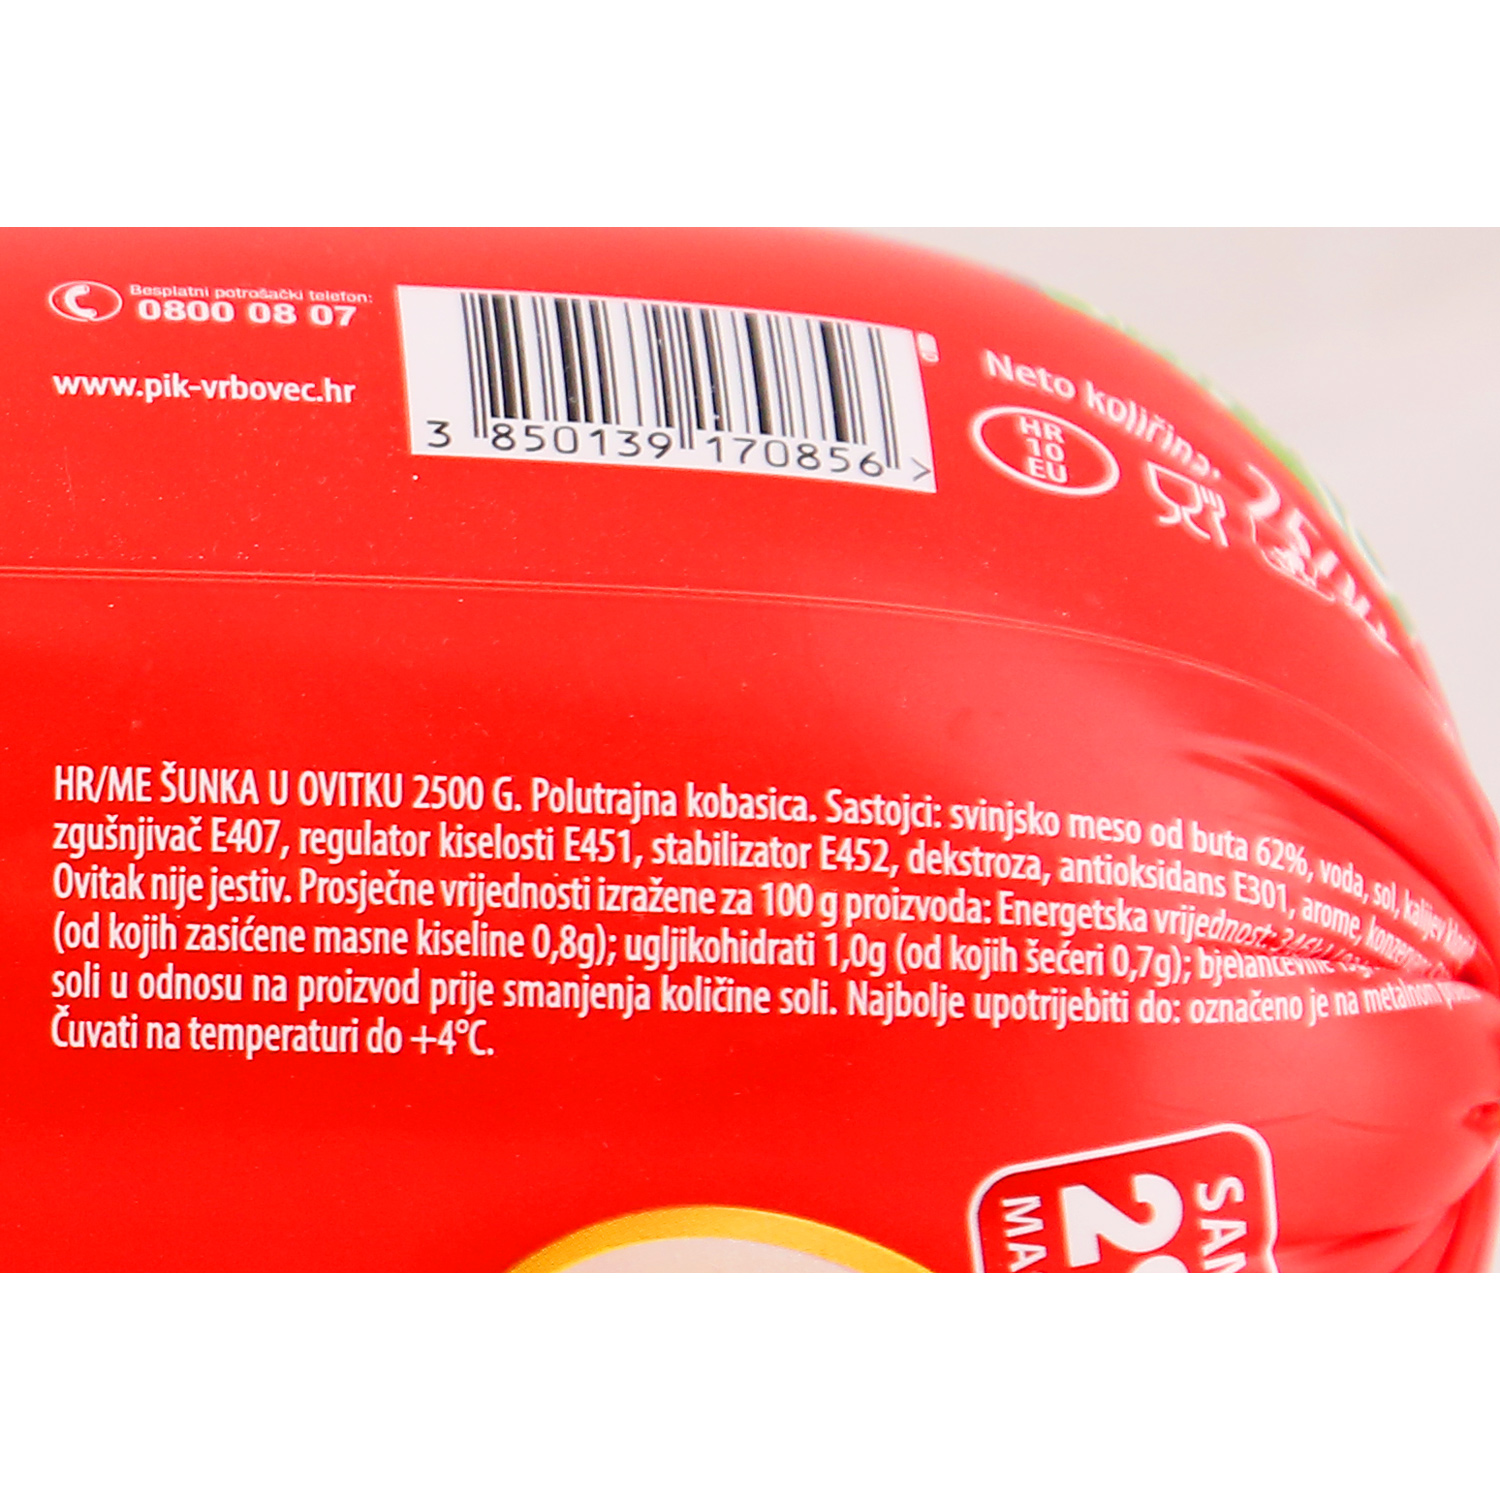 Besplatni potrošački telefon:
0800 08 07
www.pik-vrbovec.hr
3 850139 170856 >
Neto količina:
HR
10
EU
HR/ME ŠUNKA U OVITKU 2500 G. Polutrajna kobasica. Sastojci: svinjsko meso od buta 62%, voda, sol, kalijev
zgušnjivač E407, regulator kiselosti E451, stabilizator E452, dekstroza, antioksidans E301, arome,
Ovitak nije jestiv. Prosječne vrijednosti izražene za 100 g proizvoda: Energetska vrijednost:
(od kojih zasićene masne kiseline 0,8g); ugljikohidrati 1,0g (od kojih šećeri 0,7g); bjelančevine
soli u odnosu na proizvod prije smanjenja količine soli. Najbolje upotrijebiti do: označeno je na metalnom
Čuvati na temperaturi do +4°C.